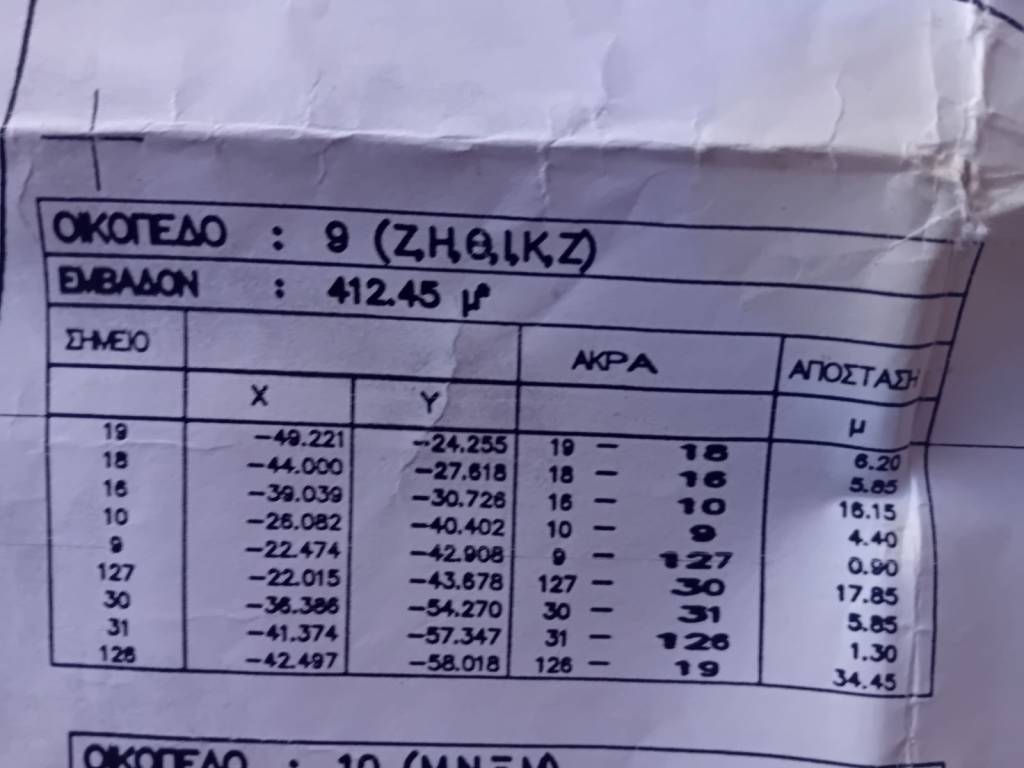 ΟΙΚΟΠΕΔΟ : 9 (Ζ,Η,Θ,Ι,Κ,Ζ)
ΕΜΒΑΔΟΝ : 412.45 μ²
ΣΗΜΕΙΟ ΑΚΡΑ ΑΠΟΣΤΑΣΗ
X Y μ
19 -49.221 -24.255 19 - 18 6.20
18 -44.000 -27.618 18 - 16 5.85
16 -39.039 -30.726 16 - 10 16.15
10 -26.082 -40.402 10 - 9 4.40
9 -22.474 -42.908 9 - 127 0.90
127 -22.015 -43.678 127 - 30 17.85
30 -36.386 -54.270 30 - 31 5.85
31 -41.374 -57.347 31 - 126 1.30
126 -42.497 -58.018 126 - 19 34.45
ΟΙΚΟΠΕΔΟ : 10 (Μ,Ν,Ξ,Μ)